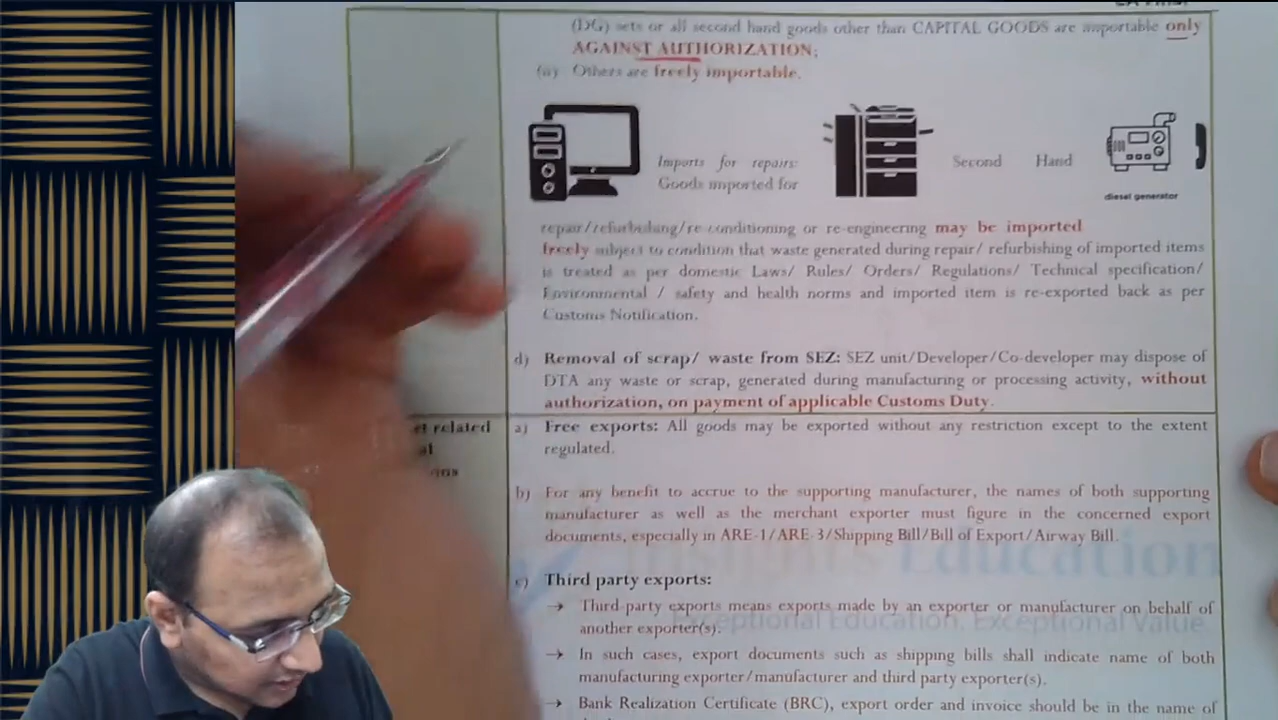 (DG) sets or all second hand goods other than CAPITAL GOODS are importable only
AGAINST AUTHORIZATION;
Others are freely importable.
Imports for repairs:
Goods imported for
Second Hand
diesel generator
repair/refurbishing/re conditioning or re-engineering may be imported
freely subject to condition that waste generated during repair/ refurbishing of imported items
is treated as per domestic Laws/ Rules/ Orders/ Regulations/ Technical specification/
Environmental / safety and health norms and imported item is re-exported back as per
Customs Notification.
d) Removal of scrap/ waste from SEZ: SEZ unit/Developer/Co-developer may dispose of
DTA any waste or scrap, generated during manufacturing or processing activity, without
authorization, on payment of applicable Customs Duty.
related
a) Free exports: All goods may be exported without any restriction except to the extent
regulated.
b) For any benefit to accrue to the supporting manufacturer, the names of both supporting
manufacturer as well as the merchant exporter must figure in the concerned export
documents, especially in ARE-1/ARE-3/Shipping Bill/Bill of Export/Airway Bill.
Insights Education
c) Third party exports:
→ Third-party exports means exports made by an exporter or manufacturer on behalf of
another exporter(s).
Exceptional Education. Exceptional Value.
→ In such cases, export documents such as shipping bills shall indicate name of both
manufacturing exporter/manufacturer and third party exporter(s).
→ Bank Realization Certificate (BRC), export order and invoice should be in the name of